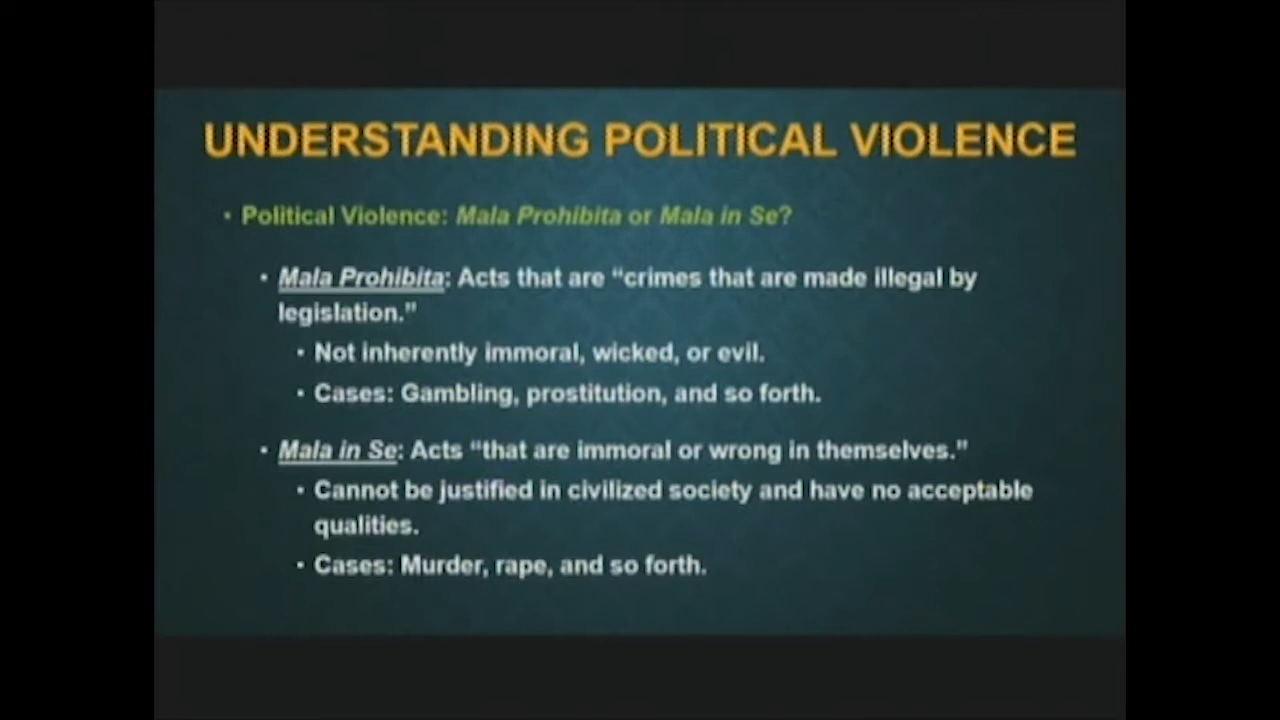 UNDERSTANDING POLITICAL VIOLENCE
• Political Violence: Mala Prohibita or Mala in Se?
• Mala Prohibita: Acts that are “crimes that are made illegal by
legislation.”
• Not inherently immoral, wicked, or evil.
• Cases: Gambling, prostitution, and so forth.
• Mala in Se: Acts “that are immoral or wrong in themselves.”
• Cannot be justified in civilized society and have no acceptable
qualities.
• Cases: Murder, rape, and so forth.